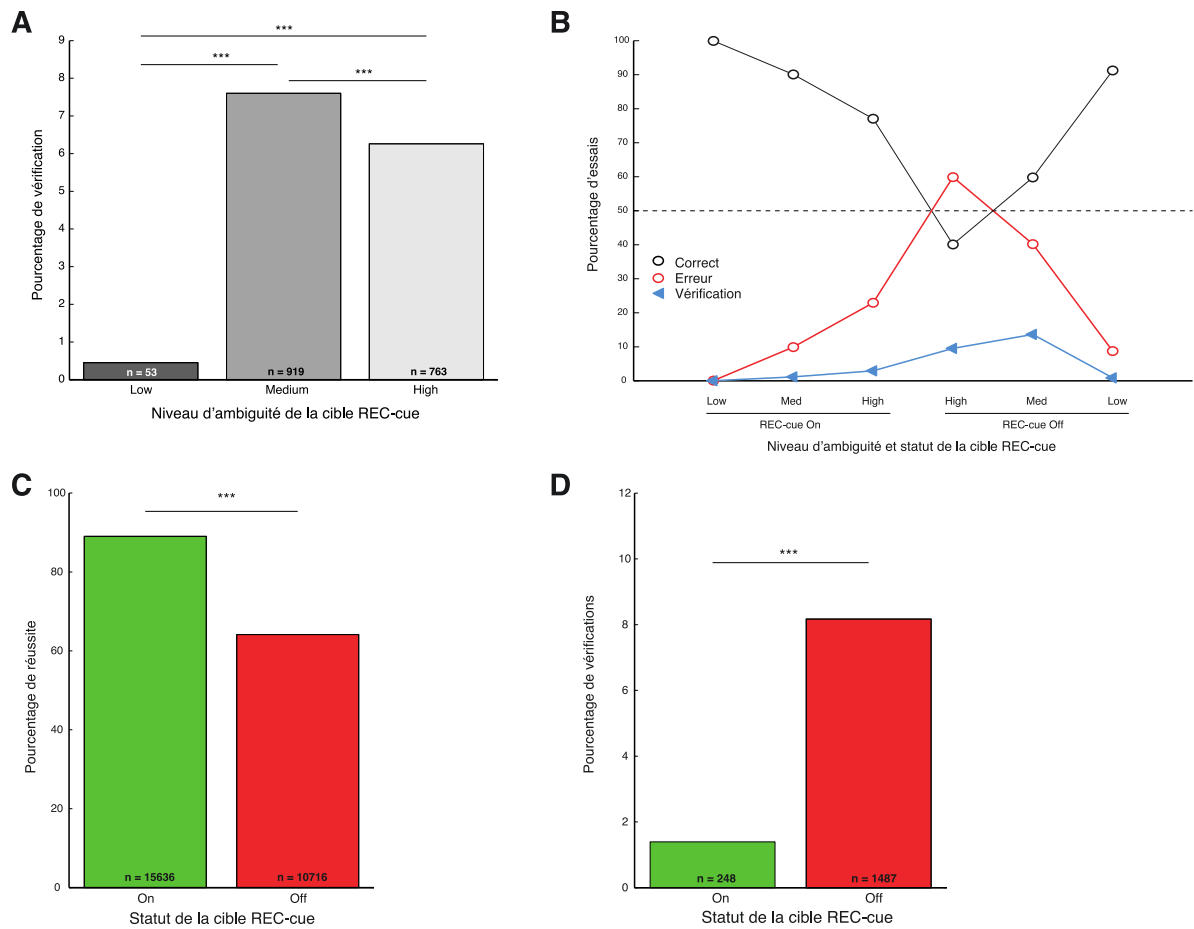 A
9
8
7
6
5
4
3
2
1
0
Pourcentage de vérification
***
***
***
n = 53
n = 919
n = 763
Low
Medium
High
Niveau d'ambiguité de la cible REC-cue
B
100
90
80
70
60
50
40
30
20
10
0
Pourcentage d'essais
Correct
Erreur
Vérification
Low
Med
High
High
Med
Low
REC-cue On
REC-cue Off
Niveau d'ambiguité et statut de la cible REC-cue
C
100
80
60
40
20
0
Pourcentage de réussite
***
n = 15636
n = 10716
On
Off
Statut de la cible REC-cue
D
12
10
8
6
4
2
0
Pourcentage de vérifications
***
n = 248
n = 1487
On
Off
Statut de la cible REC-cue